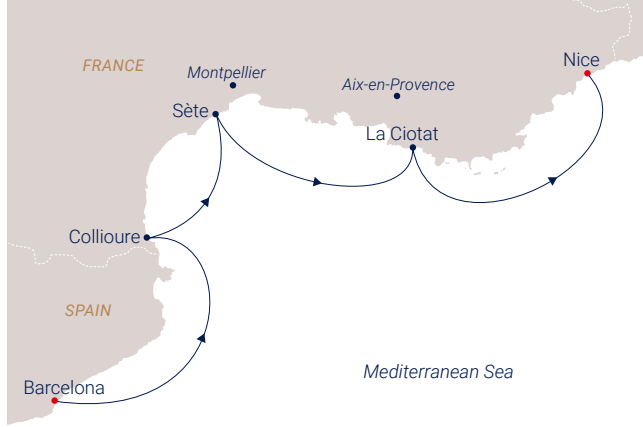 Nice
FRANCE
Montpellier
Aix-en-Provence
Sète
La Ciotat
Collioure
SPAIN
Mediterranean Sea
Barcelona